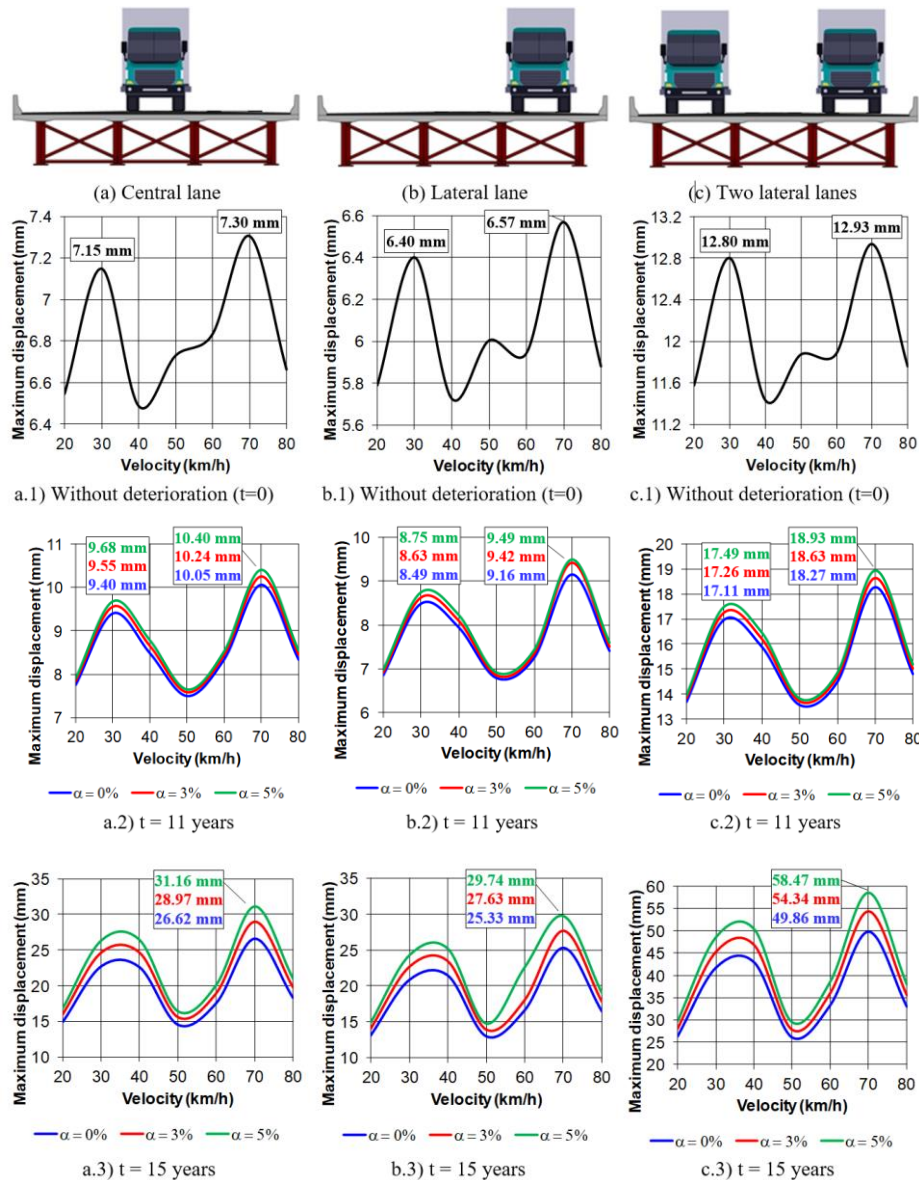 (a) Central lane
(b) Lateral lane
(c) Two lateral lanes
Maximum displacement (mm)
7.4
7.2
7
6.8
6.6
6.4
7.15 mm
7.30 mm
20 30 40 50 60 70 80
Velocity (km/h)
a.1) Without deterioration (t=0)
Maximum displacement (mm)
6.6
6.4
6.2
6
5.8
5.6
6.40 mm
6.57 mm
20 30 40 50 60 70 80
Velocity (km/h)
b.1) Without deterioration (t=0)
Maximum displacement (mm)
13.2
12.8
12.4
12
11.6
11.2
12.80 mm
12.93 mm
20 30 40 50 60 70 80
Velocity (km/h)
c.1) Without deterioration (t=0)
Maximum displacement (mm)
11
10
9
8
7
9.68 mm
9.55 mm
9.40 mm
10.40 mm
10.24 mm
10.05 mm
20 30 40 50 60 70 80
Velocity (km/h)
α = 0% α = 3% α = 5%
a.2) t = 11 years
Maximum displacement (mm)
10
9
8
7
6
8.75 mm
8.63 mm
8.49 mm
9.49 mm
9.42 mm
9.16 mm
20 30 40 50 60 70 80
Velocity (km/h)
α = 0% α = 3% α = 5%
b.2) t = 11 years
Maximum displacement (mm)
20
19
18
17
16
15
14
13
17.49 mm
17.26 mm
17.11 mm
18.93 mm
18.63 mm
18.27 mm
20 30 40 50 60 70 80
Velocity (km/h)
α = 0% α = 3% α = 5%
c.2) t = 11 years
Maximum displacement (mm)
35
30
25
20
15
10
31.16 mm
28.97 mm
26.62 mm
20 30 40 50 60 70 80
Velocity (km/h)
α = 0% α = 3% α = 5%
a.3) t = 15 years
Maximum displacement (mm)
35
30
25
20
15
10
29.74 mm
27.63 mm
25.33 mm
20 30 40 50 60 70 80
Velocity (km/h)
α = 0% α = 3% α = 5%
b.3) t = 15 years
Maximum displacement (mm)
60
55
50
45
40
35
30
25
20
58.47 mm
54.34 mm
49.86 mm
20 30 40 50 60 70 80
Velocity (km/h)
α = 0% α = 3% α = 5%
c.3) t = 15 years